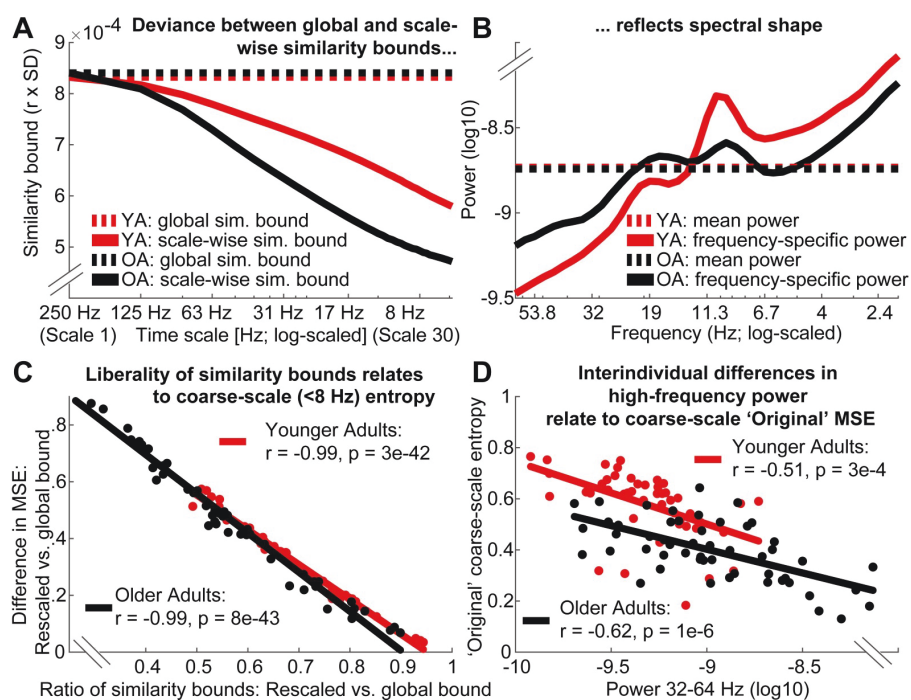 A
Deviance between global and scale-
wise similarity bounds...
×10⁻⁴
9
8
7
6
5
Similarity bound (r x SD)
YA: global sim. bound
YA: scale-wise sim. bound
OA: global sim. bound
OA: scale-wise sim. bound
250 Hz 125 Hz 63 Hz 31 Hz 17 Hz 8 Hz
(Scale 1) Time scale [Hz; log-scaled] (Scale 30)
B
... reflects spectral shape
-8.5
-9
-9.5
Power (log10)
YA: mean power
YA: frequency-specific power
OA: mean power
OA: frequency-specific power
53.8 32 19 11.3 6.7 4 2.4
Frequency (Hz; log-scaled)
C
Liberality of similarity bounds relates
to coarse-scale (<8 Hz) entropy
.8
.6
.4
.2
0
Difference in MSE:
Rescaled vs. global bound
Younger Adults:
r = -0.99, p = 3e-42
Older Adults:
r = -0.99, p = 8e-43
0.4 0.5 0.6 0.7 0.8 0.9 1
Ratio of similarity bounds: Rescaled vs. global bound
D
Interindividual differences in
high-frequency power
relate to coarse-scale ‘Original’ MSE
1
0.8
0.6
0.4
0.2
0
‘Original’ coarse-scale entropy
Younger Adults:
r = -0.51, p = 3e-4
Older Adults:
r = -0.62, p = 1e-6
-10 -9.5 -9 -8.5
Power 32-64 Hz (log10)